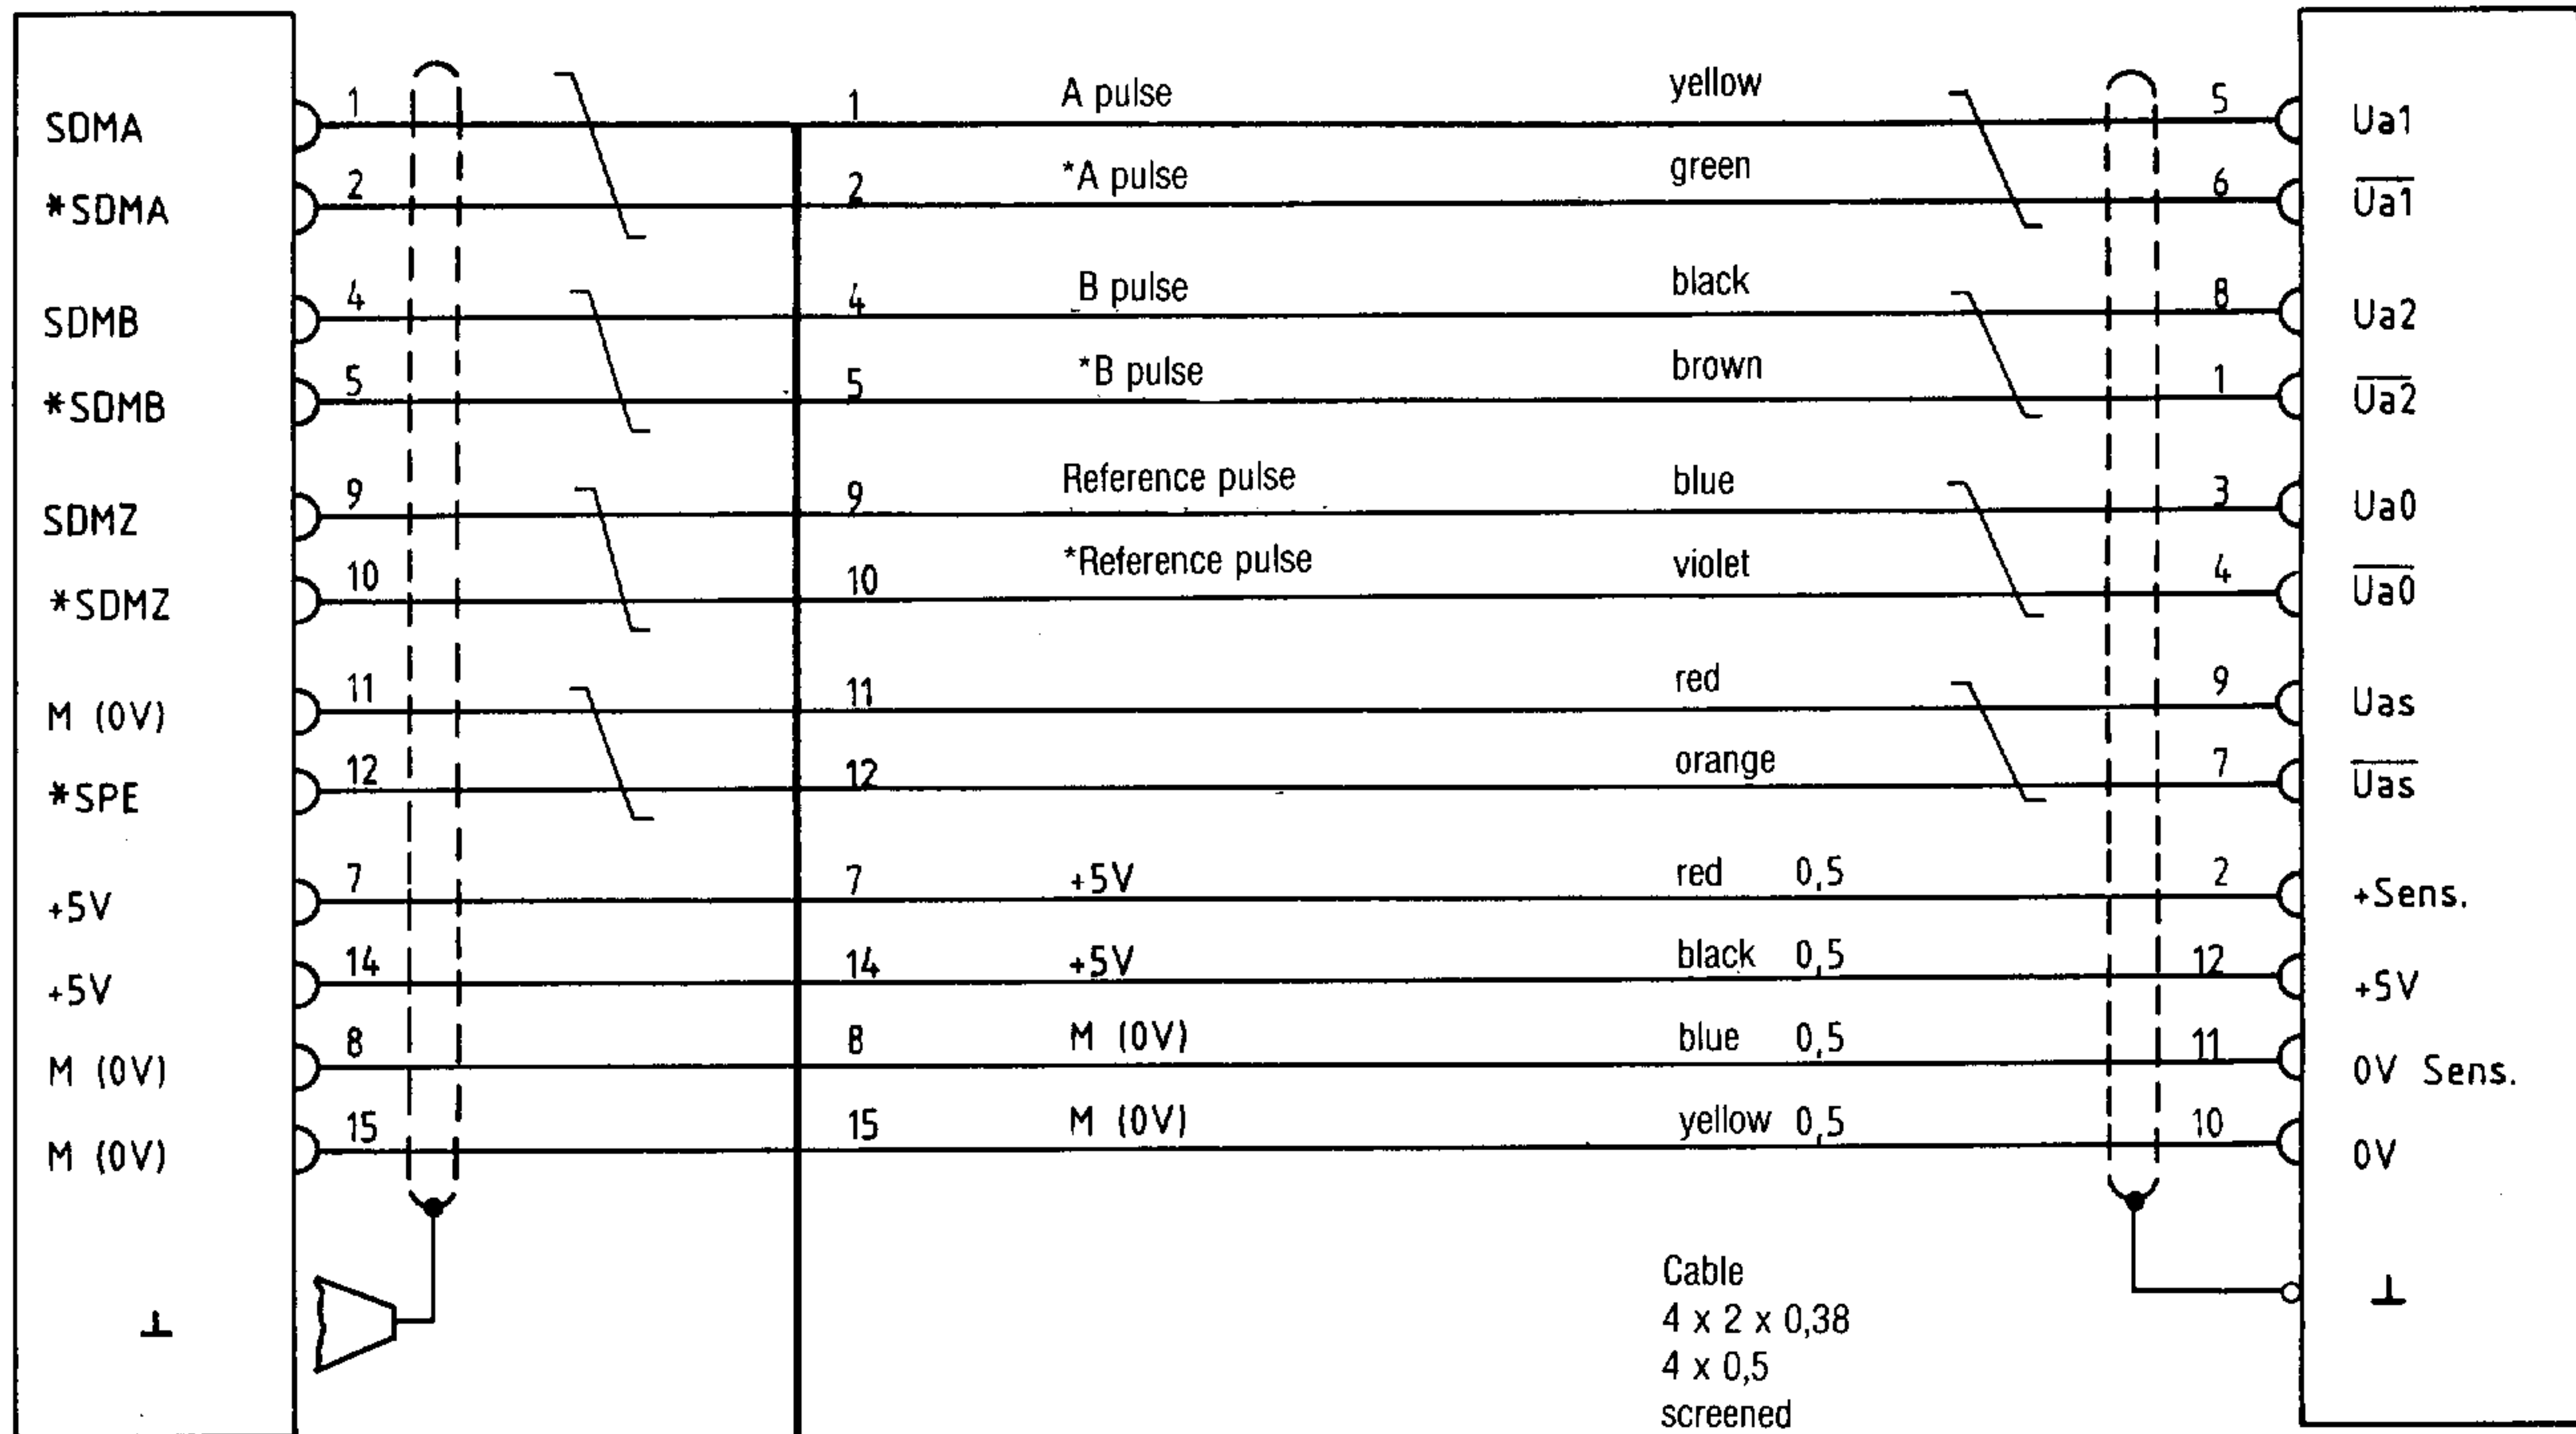 SDMA 1 1 A pulse yellow 5 Ua1
*SDMA 2 2 *A pulse green 6 U̅a̅1̅
SDMB 4 4 B pulse black 8 Ua2
*SDMB 5 5 *B pulse brown 1 U̅a̅2̅
SDMZ 9 9 Reference pulse blue 3 Ua0
*SDMZ 10 10 *Reference pulse violet 4 U̅a̅0̅
M (0V) 11 11 red 9 Uas
*SPE 12 12 orange 7 U̅a̅s̅
+5V 7 7 +5V red 0,5 2 +Sens.
+5V 14 14 +5V black 0,5 12 +5V
M (0V) 8 8 M (0V) blue 0,5 11 0V Sens.
M (0V) 15 15 M (0V) yellow 0,5 10 0V
Cable
4 x 2 x 0,38
4 x 0,5
screened